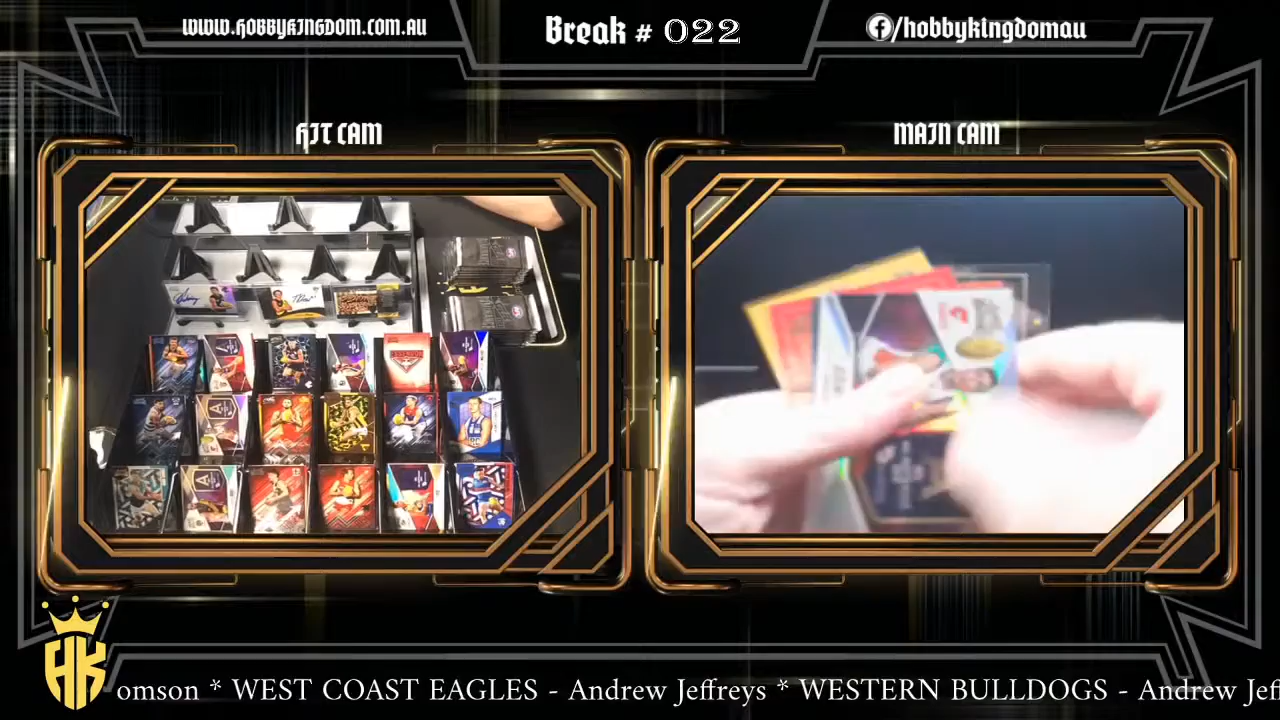 www.hobbykingdom.com.au
Break # 022
/hobbykingdomau
HIT CAM
MAIN CAM
HK
omson * WEST COAST EAGLES - Andrew Jeffreys * WESTERN BULLDOGS - Andrew Jef